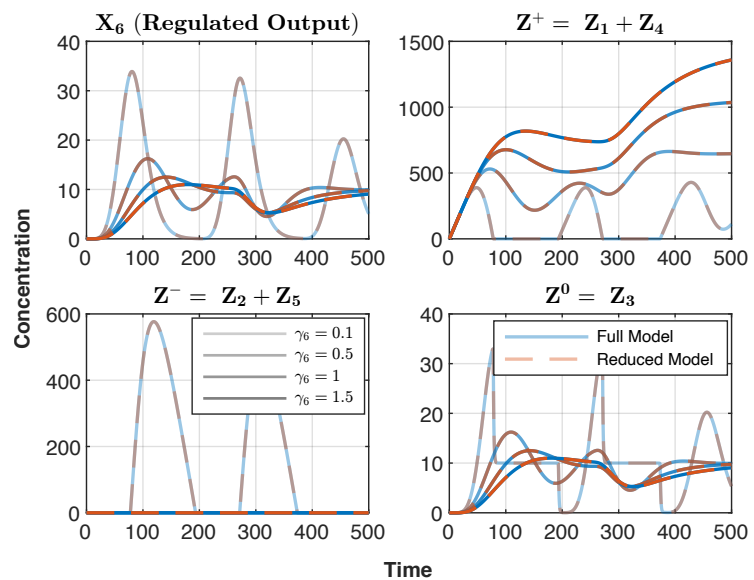 X₆ (Regulated Output)
40
30
20
10
0
0 100 200 300 400 500
Z⁺ = Z₁ + Z₄
1500
1000
500
0
0 100 200 300 400 500
Concentration
Z⁻ = Z₂ + Z₅
600
400
200
0
0 100 200 300 400 500
γ₆ = 0.1
γ₆ = 0.5
γ₆ = 1
γ₆ = 1.5
Z⁰ = Z₃
40
30
20
10
0
0 100 200 300 400 500
Full Model
Reduced Model
Time